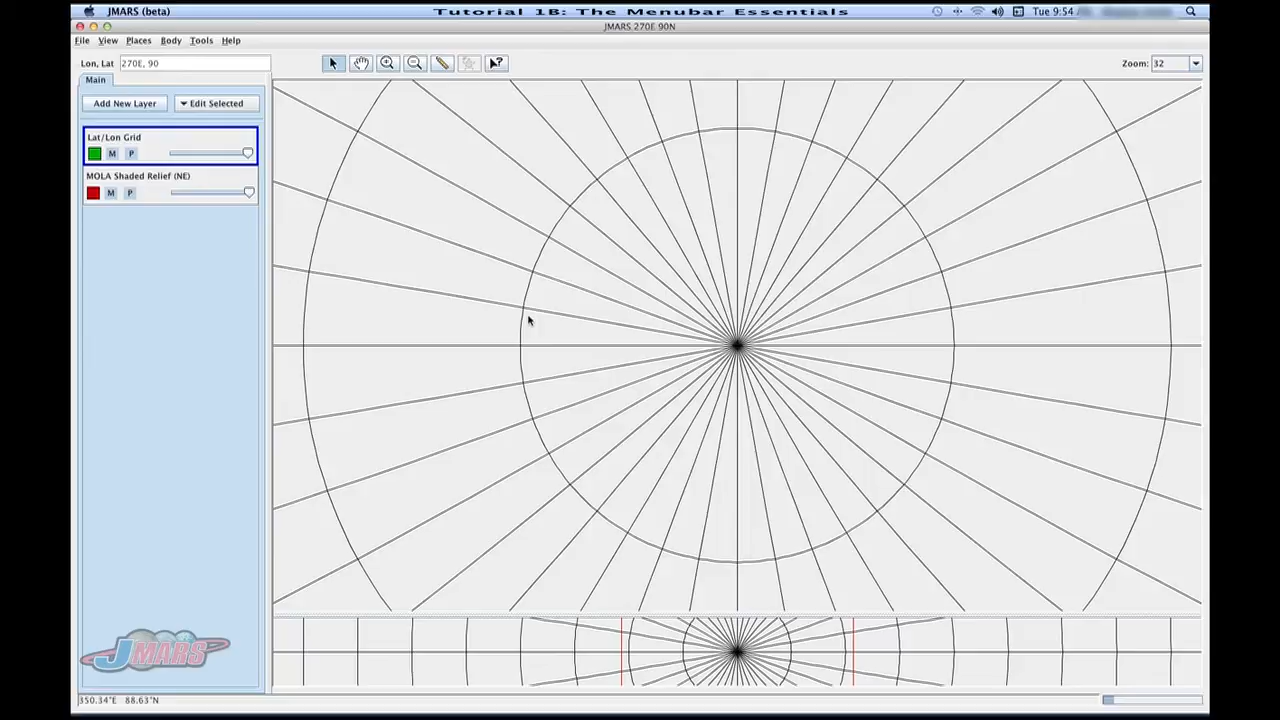 JMARS (beta)
Tutorial 1B: The Menubar Essentials
Tue 9:54
JMARS 270E 90N
File View Places Body Tools Help
Lon, Lat 270E, 90
Zoom: 32
Main
Add New Layer
Edit Selected
Lat/Lon Grid
M P
MOLA Shaded Relief (NE)
M P
JMARS
350.34°E 88.63°N